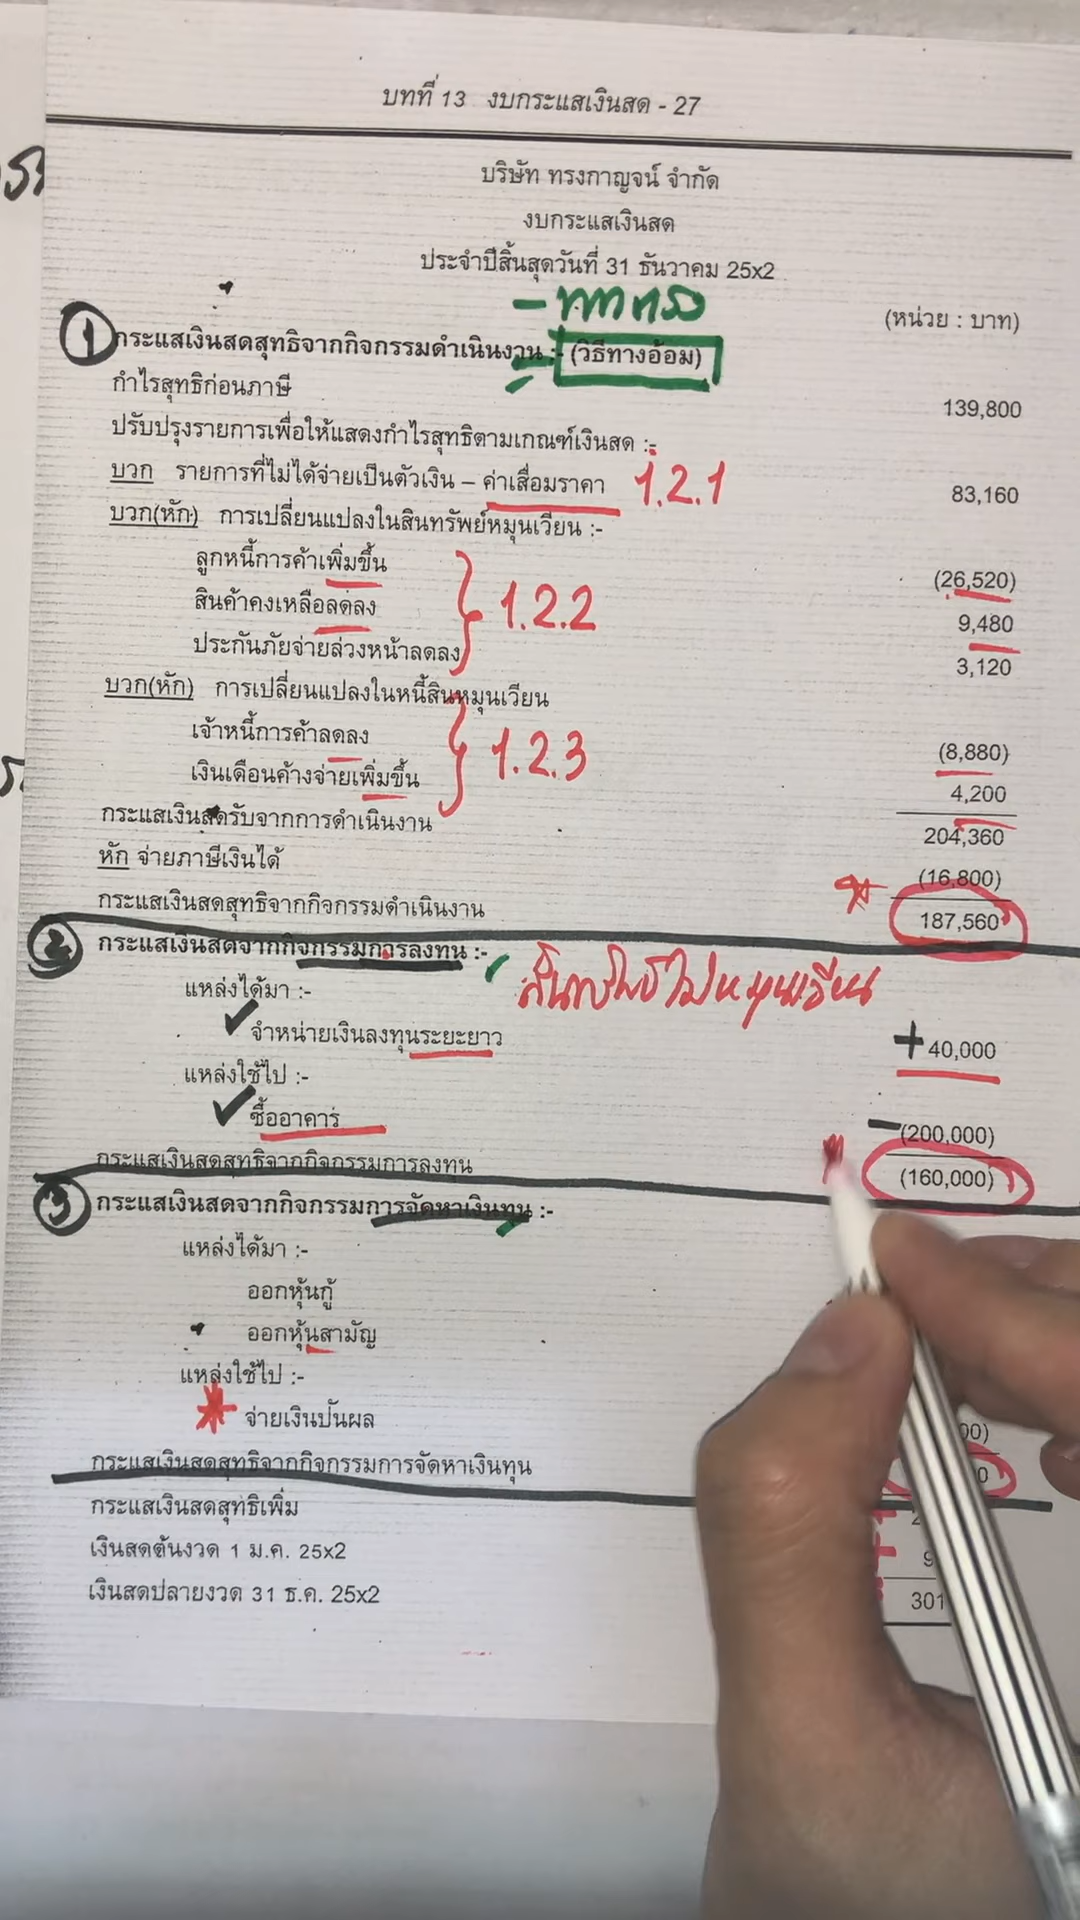 บทที่ 13 งบกระแสเงินสด - 27
บริษัท ทรงกาญจน์ จำกัด
งบกระแสเงินสด
ประจำปีสิ้นสุดวันที่ 31 ธันวาคม 25x2
- ทางตรง
(หน่วย : บาท)
1 กระแสเงินสดสุทธิจากกิจกรรมดำเนินงาน :- (วิธีทางอ้อม)
กำไรสุทธิก่อนภาษี 139,800
ปรับปรุงรายการเพื่อให้แสดงกำไรสุทธิตามเกณฑ์เงินสด :-
บวก รายการที่ไม่ได้จ่ายเป็นตัวเงิน – ค่าเสื่อมราคา 1.2.1 83,160
บวก(หัก) การเปลี่ยนแปลงในสินทรัพย์หมุนเวียน :-
ลูกหนี้การค้าเพิ่มขึ้น (26,520)
สินค้าคงเหลือลดลง 1.2.2 9,480
ประกันภัยจ่ายล่วงหน้าลดลง 3,120
บวก(หัก) การเปลี่ยนแปลงในหนี้สินหมุนเวียน
เจ้าหนี้การค้าลดลง 1.2.3 (8,880)
เงินเดือนค้างจ่ายเพิ่มขึ้น 4,200
กระแสเงินสดรับจากการดำเนินงาน 204,360
หัก จ่ายภาษีเงินได้ (16,800)
กระแสเงินสดสุทธิจากกิจกรรมดำเนินงาน 187,560
2 กระแสเงินสดจากกิจกรรมการลงทุน :- สินทรัพย์ไม่หมุนเวียน
แหล่งได้มา :-
จำหน่ายเงินลงทุนระยะยาว + 40,000
แหล่งใช้ไป :-
ซื้ออาคาร - (200,000)
กระแสเงินสดสุทธิจากกิจกรรมการลงทุน (160,000)
3 กระแสเงินสดจากกิจกรรมการจัดหาเงินทุน :-
แหล่งได้มา :-
ออกหุ้นกู้
ออกหุ้นสามัญ
แหล่งใช้ไป :-
* จ่ายเงินปันผล
กระแสเงินสดสุทธิจากกิจกรรมการจัดหาเงินทุน
กระแสเงินสดสุทธิเพิ่ม
เงินสดต้นงวด 1 ม.ค. 25x2
เงินสดปลายงวด 31 ธ.ค. 25x2 301